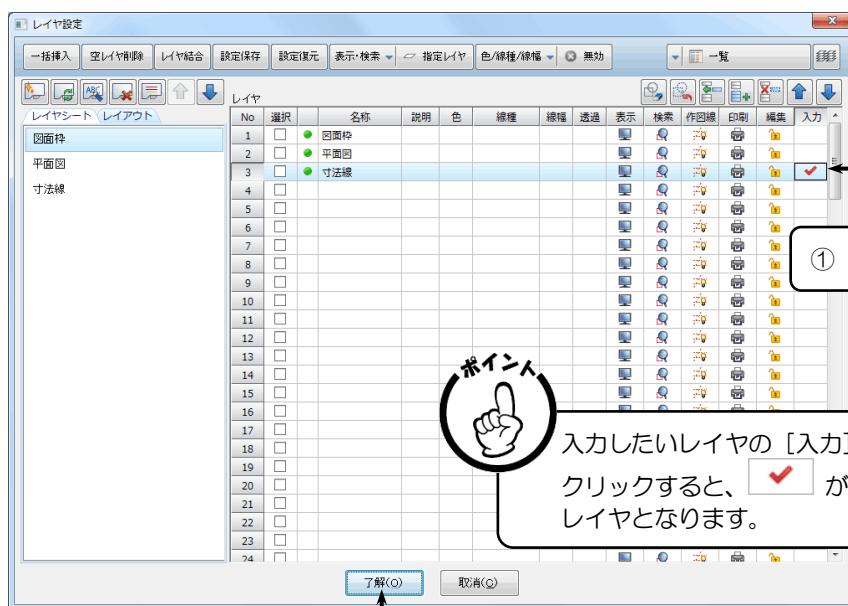 レイヤ設定
一括挿入 空レイヤ削除 レイヤ結合 設定保存 設定復元 表示・検索 指定レイヤ 色/線種/線幅 無効 一覧
レイヤ
レイヤシート レイアウト
図面枠
平面図
寸法線
No 選択 名称 説明 色 線種 線幅 透過 表示 検索 作図線 印刷 編集 入力
1 図面枠
2 平面図
3 寸法線
4
5
6
7
8
9
10
11
12
13
14
15
16
17
18
19
20
21
22
23
24
①
ポイント
入力したいレイヤの［入力］
クリックすると、 が
レイヤとなります。
了解(O) 取消(C)